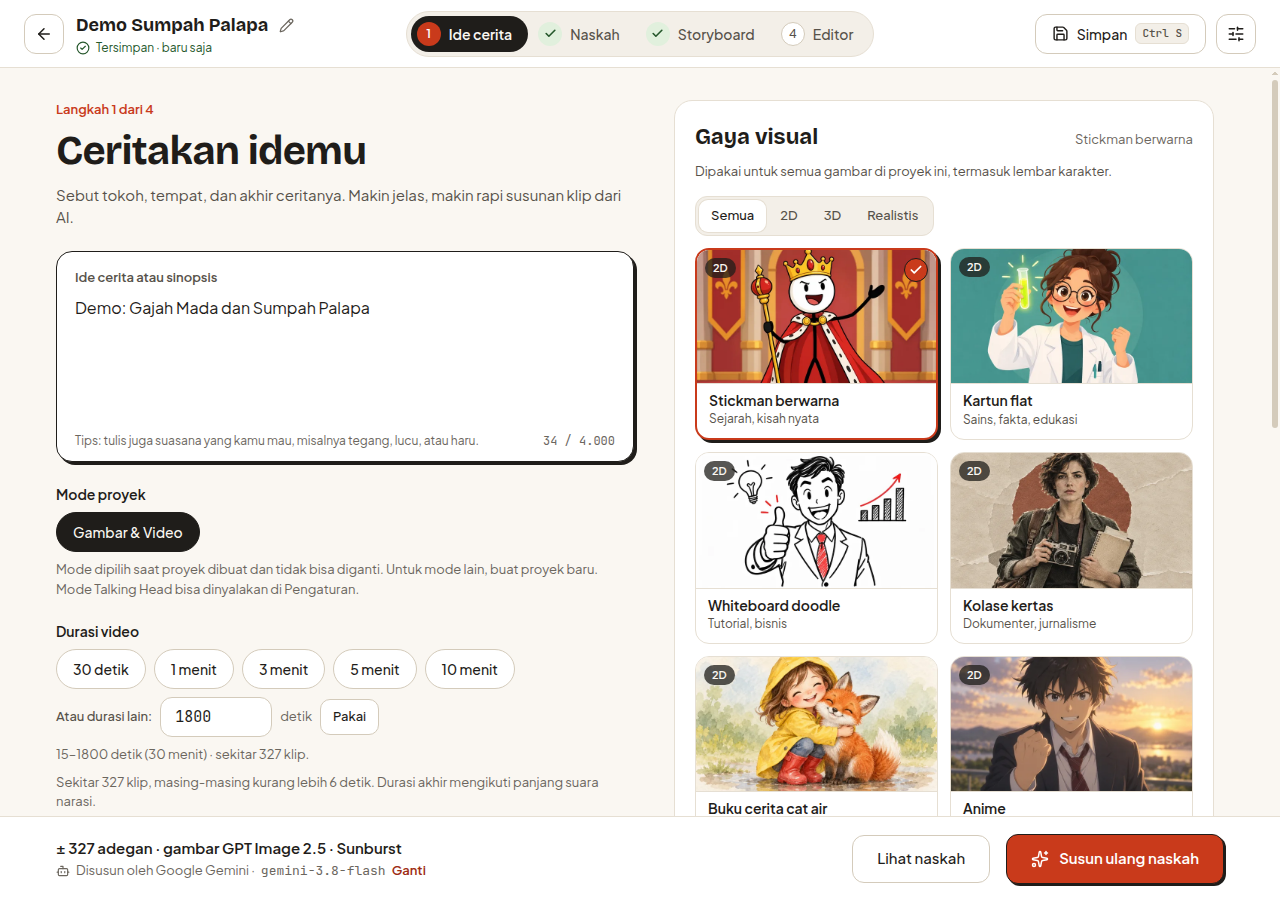 Demo Sumpah Palapa
Tersimpan · baru saja
1 Ide cerita
Naskah
Storyboard
4 Editor
Simpan Ctrl S
Langkah 1 dari 4
Ceritakan idemu
Sebut tokoh, tempat, dan akhir ceritanya. Makin jelas, makin rapi susunan klip dari
AI.
Ide cerita atau sinopsis
Demo: Gajah Mada dan Sumpah Palapa
Tips: tulis juga suasana yang kamu mau, misalnya tegang, lucu, atau haru.
34 / 4.000
Mode proyek
Gambar & Video
Mode dipilih saat proyek dibuat dan tidak bisa diganti. Untuk mode lain, buat proyek baru.
Mode Talking Head bisa dinyalakan di Pengaturan.
Durasi video
30 detik
1 menit
3 menit
5 menit
10 menit
Atau durasi lain: 1800 detik Pakai
15–1800 detik (30 menit) · sekitar 327 klip.
Sekitar 327 klip, masing-masing kurang lebih 6 detik. Durasi akhir mengikuti panjang suara
narasi.
Gaya visual
Stickman berwarna
Dipakai untuk semua gambar di proyek ini, termasuk lembar karakter.
Semua
2D
3D
Realistis
2D
Stickman berwarna
Sejarah, kisah nyata
2D
Kartun flat
Sains, fakta, edukasi
2D
Whiteboard doodle
Tutorial, bisnis
2D
Kolase kertas
Dokumenter, jurnalisme
2D
Buku cerita cat air
2D
Anime
± 327 adegan · gambar GPT Image 2.5 · Sunburst
Disusun oleh Google Gemini · gemini-3.8-flash Ganti
Lihat naskah
Susun ulang naskah